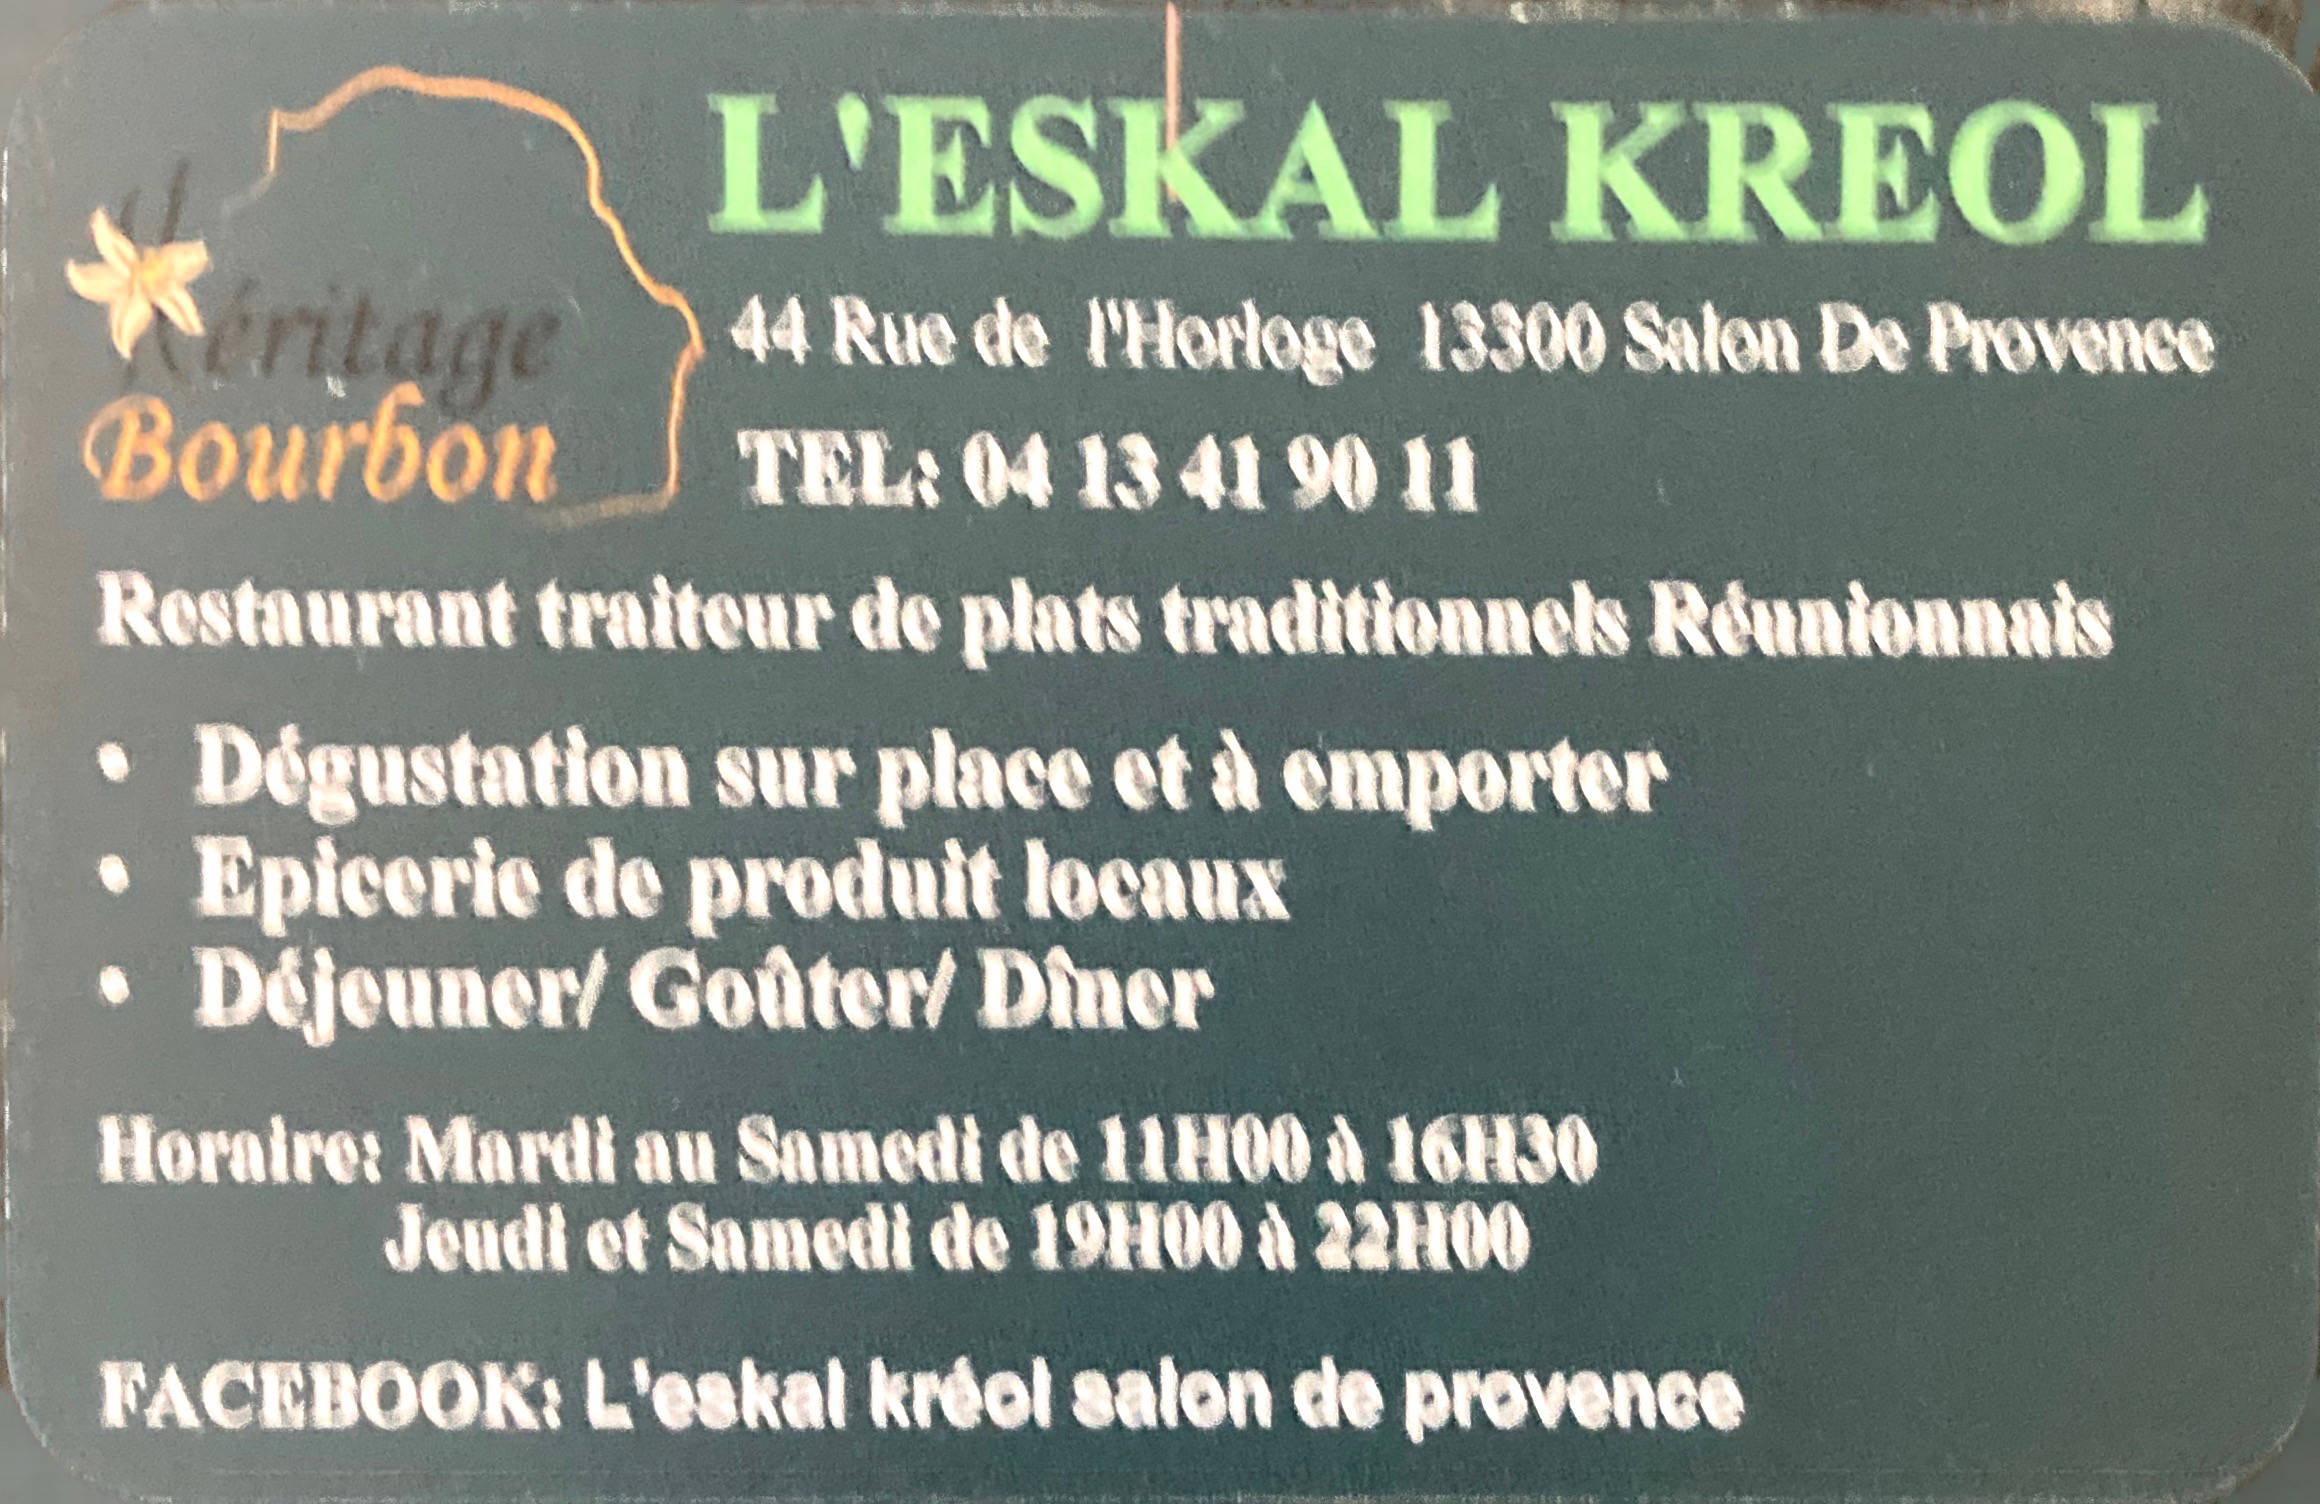 L'ESKAL KREOL
Héritage
Bourbon
44 Rue de l'Horloge 13300 Salon De Provence
TEL: 04 13 41 90 11
Restaurant traiteur de plats traditionnels Réunionnais
• Dégustation sur place et à emporter
• Epicerie de produit locaux
• Déjeuner/ Goûter/ Dîner
Horaire: Mardi au Samedi de 11H00 à 16H30
Jeudi et Samedi de 19H00 à 22H00
FACEBOOK: L'eskal kréol salon de provence